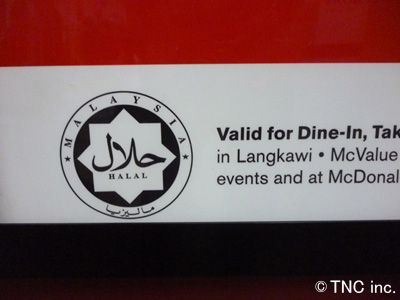 MALAYSIA
حلال
HALAL
ماليزيا
Valid for Dine-In, Tak
in Langkawi • McValue
events and at McDonal
© TNC inc.